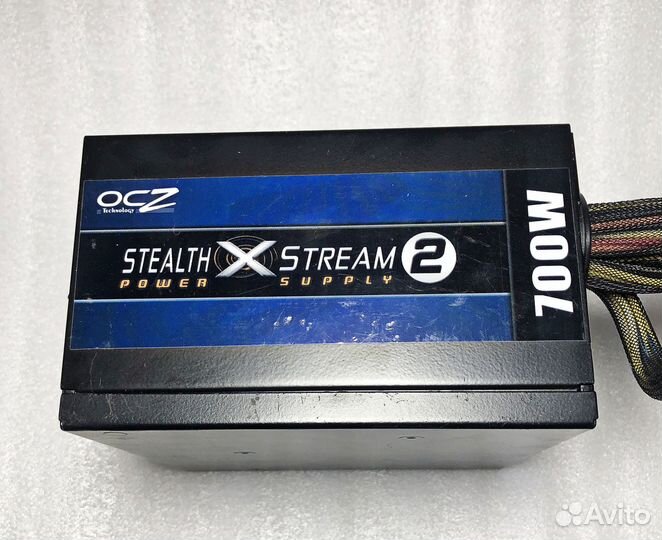 OCZ
Technology
STEALTH X STREAM 2
POWER SUPPLY
700W
Avito